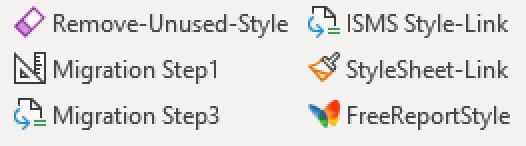 Remove-Unused-Style
Migration Step1
Migration Step3
ISMS Style-Link
StyleSheet-Link
FreeReportStyle